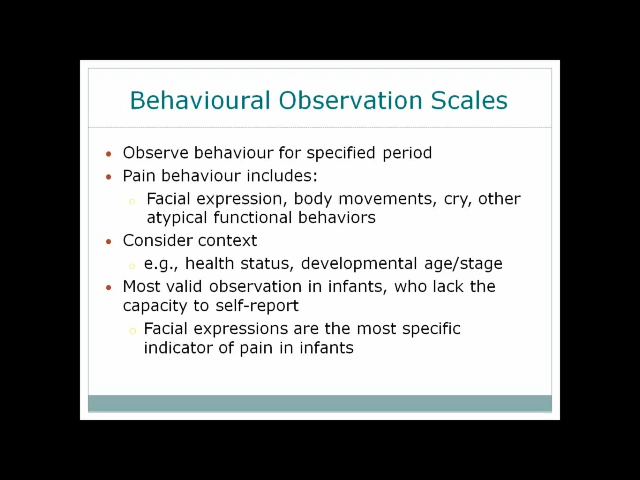 Behavioural Observation Scales
• Observe behaviour for specified period
• Pain behaviour includes:
o Facial expression, body movements, cry, other
atypical functional behaviors
• Consider context
o e.g., health status, developmental age/stage
• Most valid observation in infants, who lack the
capacity to self-report
o Facial expressions are the most specific
indicator of pain in infants